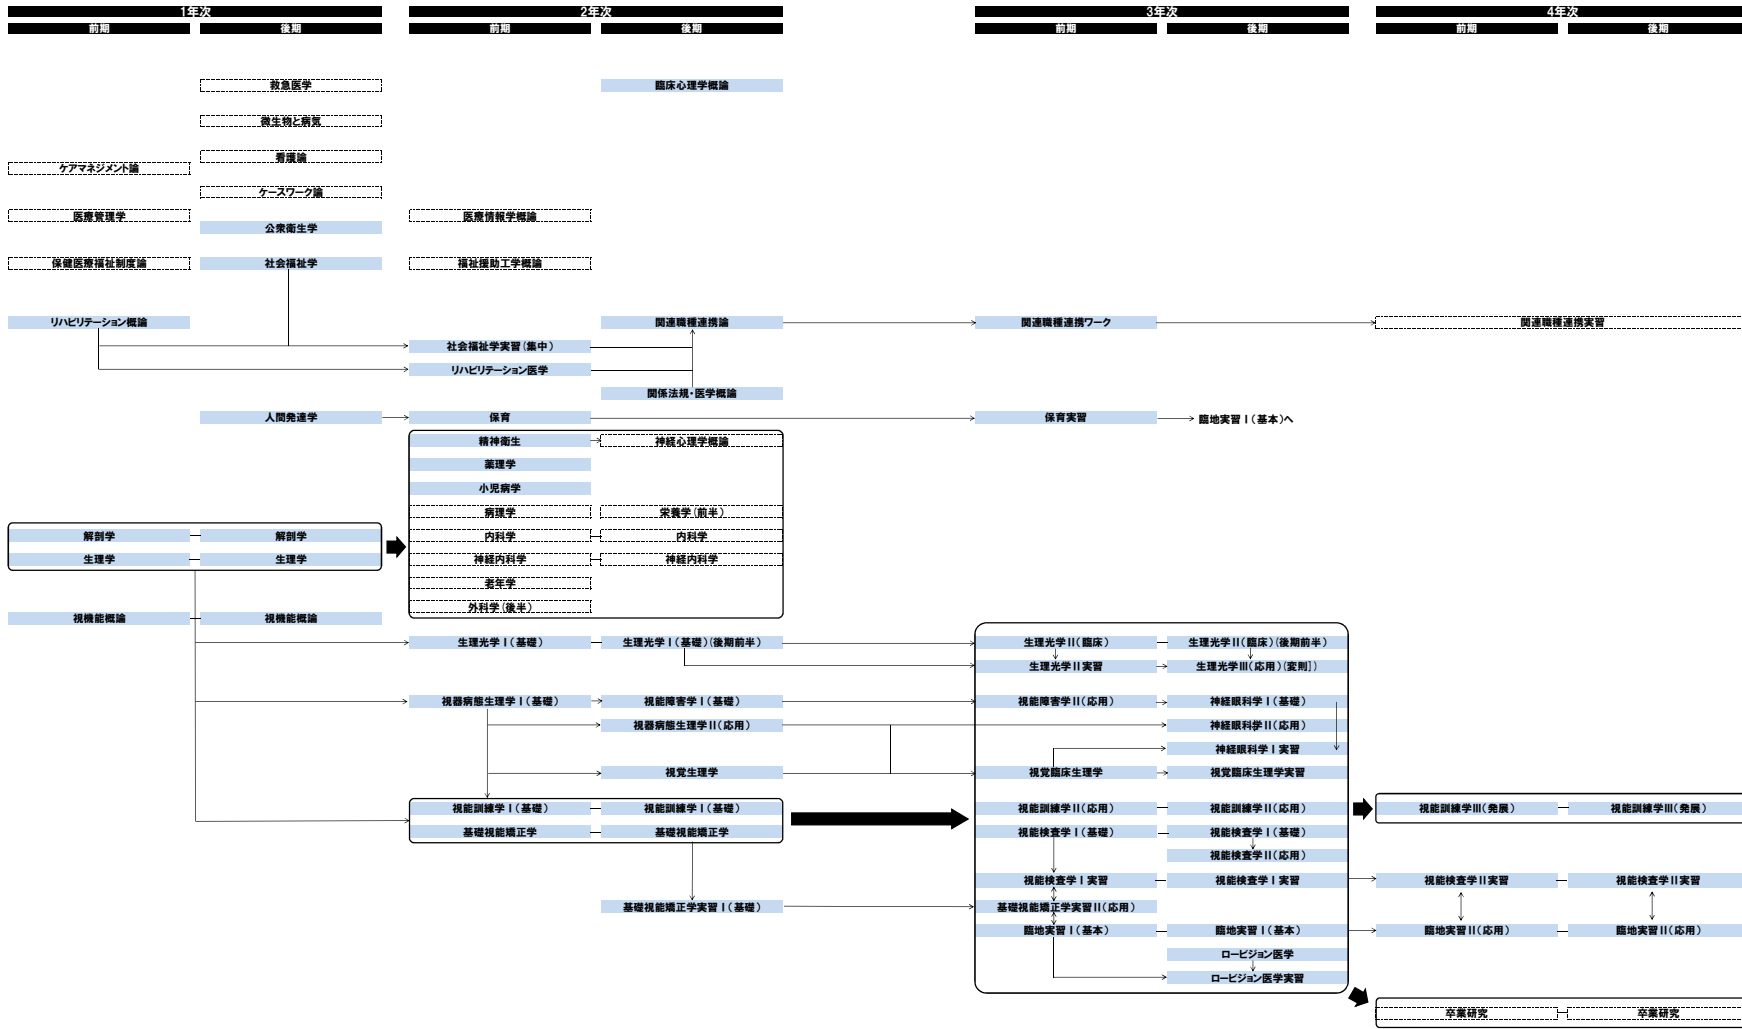 1年次 2年次 3年次 4年次
前期 後期 前期 後期 前期 後期 前期 後期
救急医学 臨床心理学概論
微生物と病気
看護論
ケアマネジメント論
ケースワーク論
医療管理学 医療情報学概論
公衆衛生学
保健医療福祉制度論 社会福祉学 福祉援助工学概論
リハビリテーション概論 関連職種連携論 関連職種連携ワーク 関連職種連携実習
社会福祉学実習(集中)
リハビリテーション医学
関係法規・医学概論
人間発達学 保育 保育実習 臨地実習Ⅰ(基本)へ
精神衛生 神経心理学概論
薬理学
小児病学
病理学 栄養学(前半)
解剖学 解剖学 内科学 内科学
生理学 生理学 神経内科学 神経内科学
老年学
外科学(後半)
視機能概論 視機能概論
生理光学Ⅰ(基礎) 生理光学Ⅰ(基礎)(後期前半) 生理光学II(臨床) 生理光学II(臨床)(後期前半)
生理光学II実習 生理光学III(応用)(変則])
視器病態生理学Ⅰ(基礎) 視能障害学Ⅰ(基礎) 視能障害学II(応用) 神経眼科学Ⅰ(基礎)
視器病態生理学II(応用) 神経眼科学II(応用)
神経眼科学Ⅰ実習
視覚生理学 視覚臨床生理学 視覚臨床生理学実習
視能訓練学Ⅰ(基礎) 視能訓練学Ⅰ(基礎) 視能訓練学II(応用) 視能訓練学II(応用) 視能訓練学III(発展) 視能訓練学III(発展)
基礎視能矯正学 基礎視能矯正学 視能検査学Ⅰ(基礎) 視能検査学Ⅰ(基礎)
視能検査学II(応用)
視能検査学Ⅰ実習 視能検査学Ⅰ実習 視能検査学II実習 視能検査学II実習
基礎視能矯正学実習Ⅰ(基礎) 基礎視能矯正学実習II(応用)
臨地実習Ⅰ(基本) 臨地実習Ⅰ(基本) 臨地実習II(応用) 臨地実習II(応用)
ロービジョン医学
ロービジョン医学実習
卒業研究 卒業研究